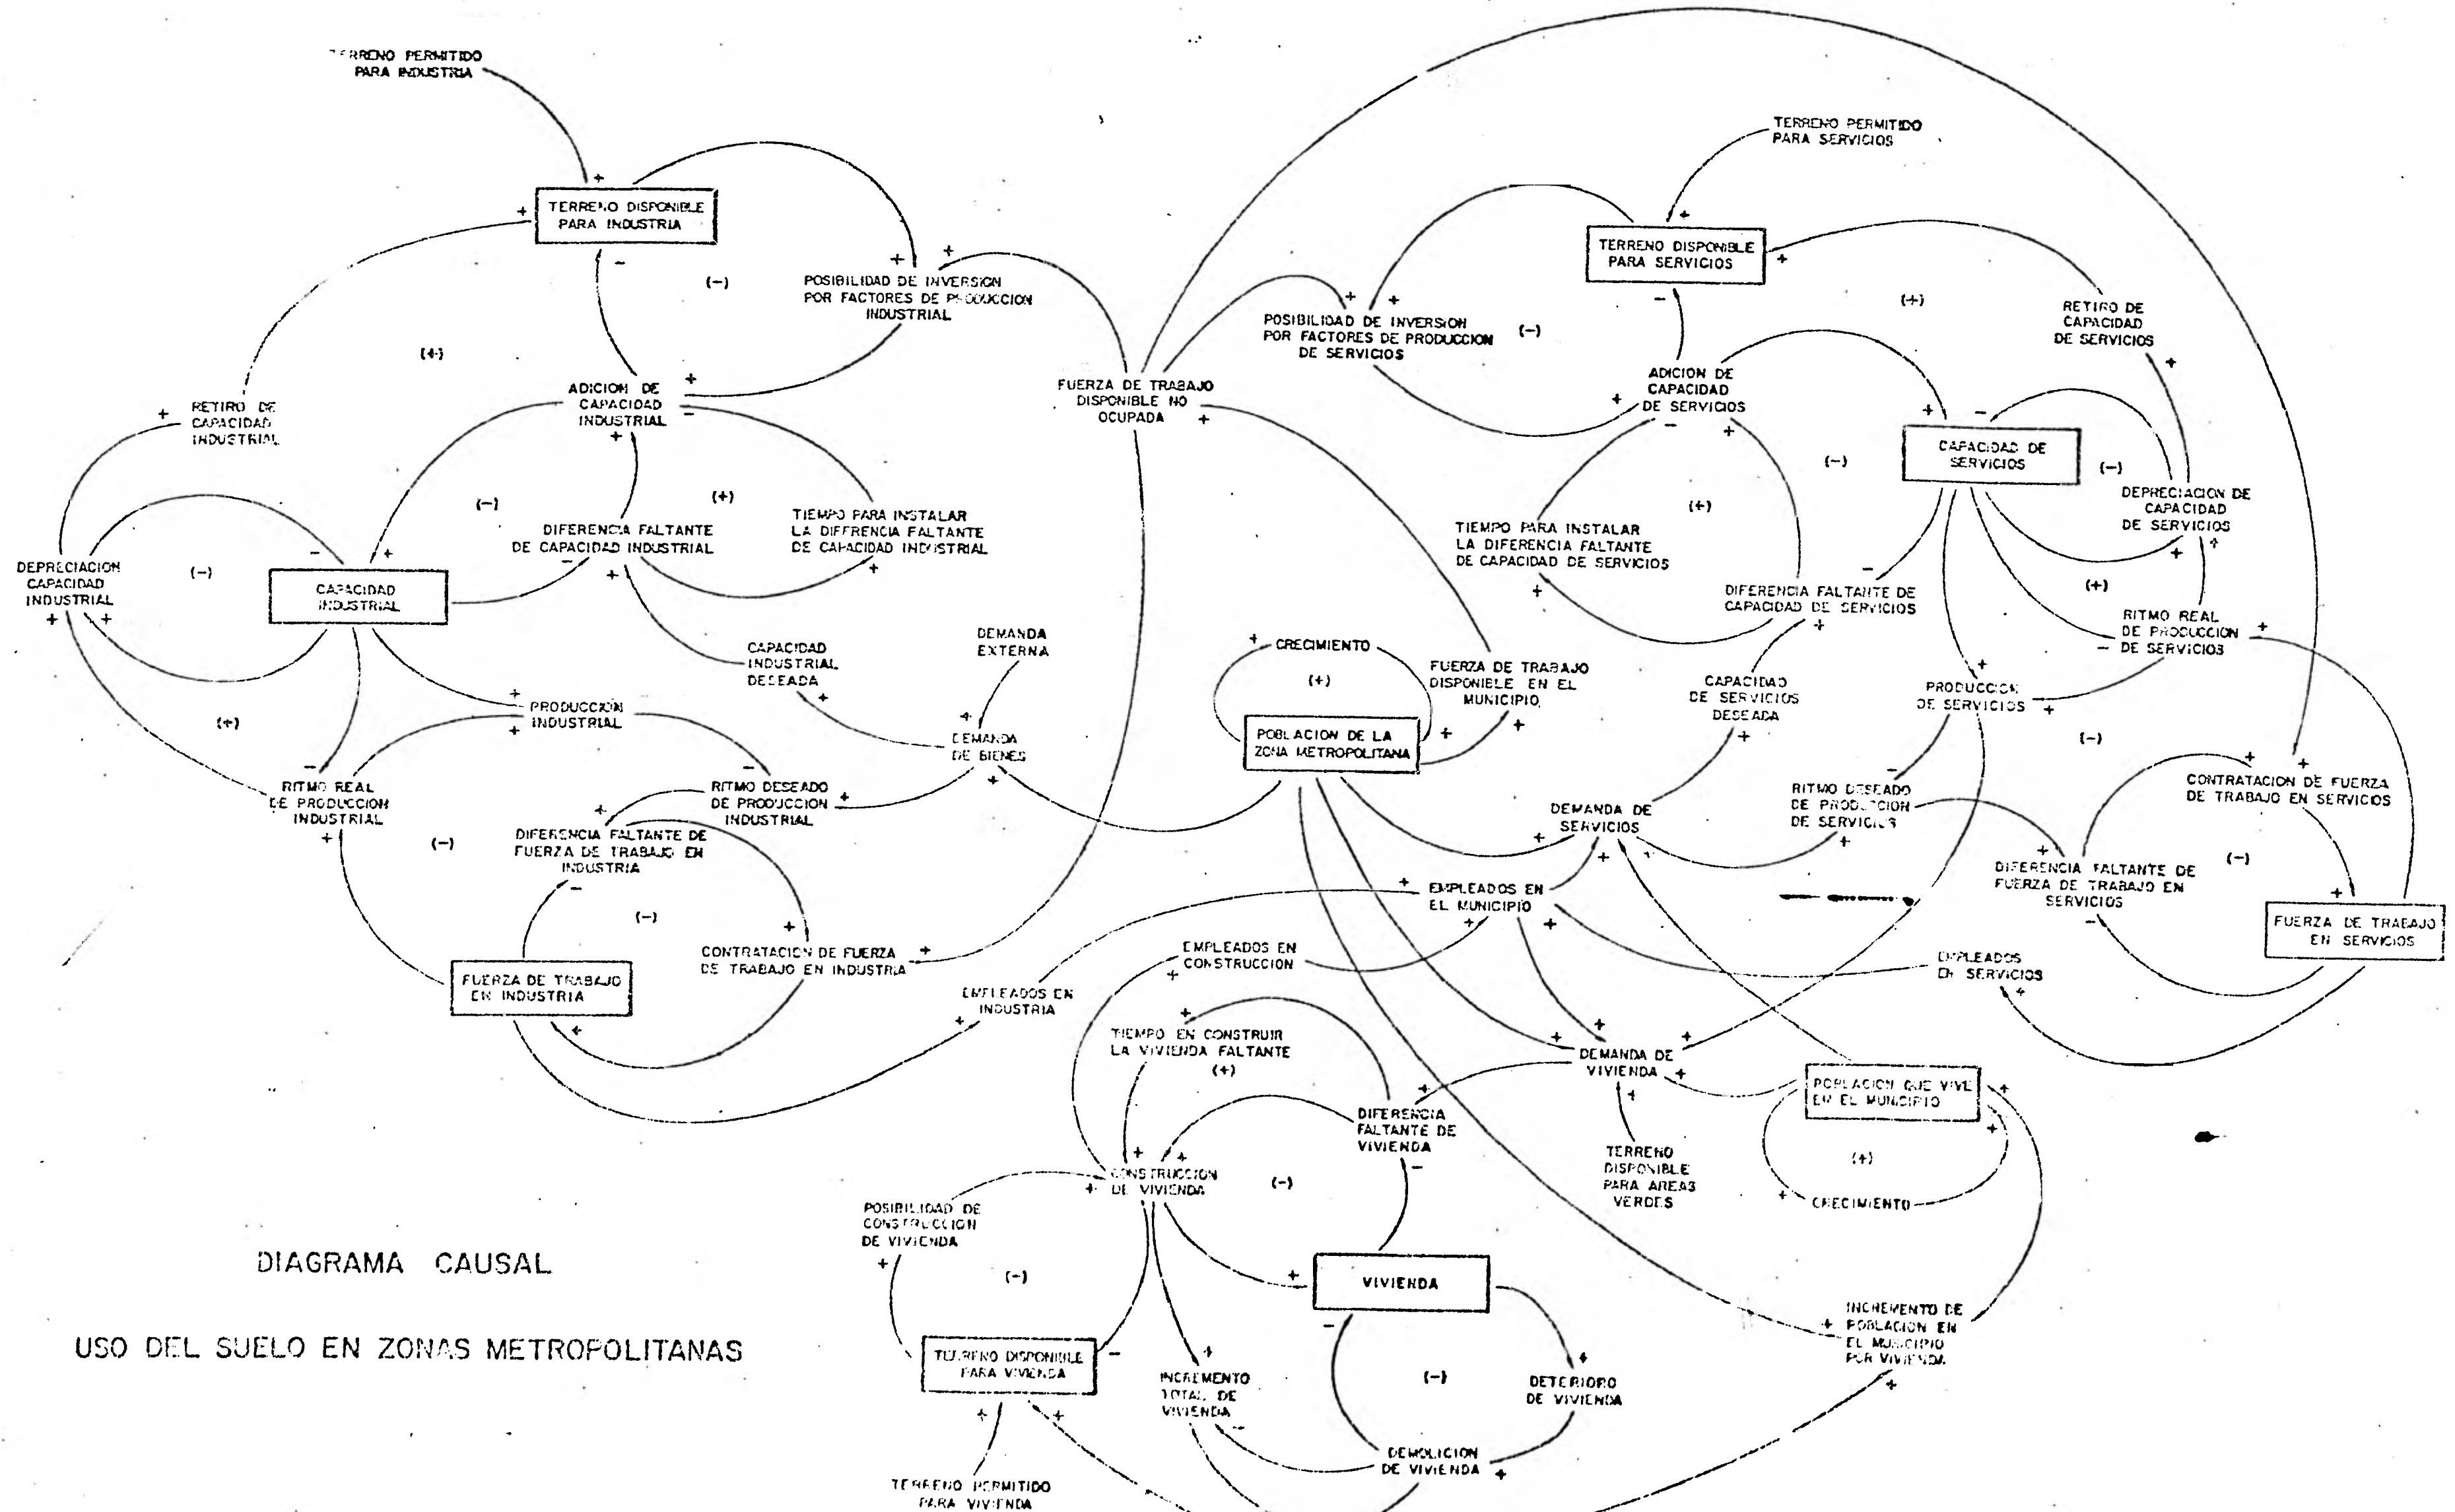 TERRENO PERMITIDO
PARA INDUSTRIA
TERRENO PERMITIDO
PARA SERVICIOS
+
+
TERRENO DISPONIBLE
PARA INDUSTRIA
+
TERRENO DISPONIBLE
PARA SERVICIOS
+
−
(−)
+
+
POSIBILIDAD DE INVERSION
POR FACTORES DE PRODUCCION
INDUSTRIAL
+
+
POSIBILIDAD DE INVERSION
POR FACTORES DE PRODUCCION
DE SERVICIOS
(−)
−
(+)
RETIRO DE
CAPACIDAD
DE SERVICIOS
+
(+)
ADICION DE
CAPACIDAD
INDUSTRIAL
+
−
+
FUERZA DE TRABAJO
DISPONIBLE NO
OCUPADA
+
ADICION DE
CAPACIDAD
DE SERVICIOS
+
−
+
+
−
+
RETIRO DE
CAPACIDAD
INDUSTRIAL
CAPACIDAD DE
SERVICIOS
(−)
(−)
(−)
(+)
DIFERENCIA FALTANTE
DE CAPACIDAD INDUSTRIAL
−
+
TIEMPO PARA INSTALAR
LA DIFERENCIA FALTANTE
DE CAPACIDAD INDUSTRIAL
+
TIEMPO PARA INSTALAR
LA DIFERENCIA FALTANTE
DE CAPACIDAD DE SERVICIOS
+
(+)
DEPRECIACION DE
CAPACIDAD
DE SERVICIOS
+
+
DEPRECIACION
CAPACIDAD
INDUSTRIAL
+
+
(−)
−
+
CAPACIDAD
INDUSTRIAL
−
DIFERENCIA FALTANTE DE
CAPACIDAD DE SERVICIOS
+
(+)
RITMO REAL
DE PRODUCCION
DE SERVICIOS
+
−
CAPACIDAD
INDUSTRIAL
DESEADA
+
DEMANDA
EXTERNA
+
CRECIMIENTO
(+)
FUERZA DE TRABAJO
DISPONIBLE EN EL
MUNICIPIO
+
CAPACIDAD
DE SERVICIOS
DESEADA
+
+
PRODUCCION
DE SERVICIOS
+
(+)
+
PRODUCCION
INDUSTRIAL
+
+
DEMANDA
DE BIENES
+
POBLACION DE LA
ZONA METROPOLITANA
+
(−)
−
RITMO REAL
DE PRODUCCION
INDUSTRIAL
+
−
RITMO DESEADO
DE PRODUCCION
INDUSTRIAL
+
−
RITMO DESEADO
DE PRODUCCION
DE SERVICIOS
+
+
+
CONTRATACION DE FUERZA
DE TRABAJO EN SERVICIOS
(−)
+
DIFERENCIA FALTANTE DE
FUERZA DE TRABAJO EN
INDUSTRIA
−
DEMANDA DE
SERVICIOS
+
+
+
+
DIFERENCIA FALTANTE DE
FUERZA DE TRABAJO EN
SERVICIOS
−
(−)
+
FUERZA DE TRABAJO
EN SERVICIOS
(−)
+
EMPLEADOS EN
EL MUNICIPIO
+
+
+
CONTRATACION DE FUERZA
DE TRABAJO EN INDUSTRIA
+
EMPLEADOS EN
CONSTRUCCION
+
EMPLEADOS
EN SERVICIOS
+
FUERZA DE TRABAJO
EN INDUSTRIA
+
EMPLEADOS EN
INDUSTRIA
+
+
TIEMPO EN CONSTRUIR
LA VIVIENDA FALTANTE
(+)
+
+
+
DEMANDA DE
VIVIENDA
+
+
POBLACION QUE VIVE
EN EL MUNICIPIO
+
+
+
DIFERENCIA
FALTANTE DE
VIVIENDA
−
TERRENO
DISPONIBLE
PARA AREAS
VERDES
(+)
+
CRECIMIENTO
+
+
CONSTRUCCION
DE VIVIENDA
+
(−)
POSIBILIDAD DE
CONSTRUCCION
DE VIVIENDA
+
(−)
DIAGRAMA CAUSAL
+
VIVIENDA
−
USO DEL SUELO EN ZONAS METROPOLITANAS
TERRENO DISPONIBLE
PARA VIVIENDA
−
+
+
+
INCREMENTO
TOTAL DE
VIVIENDA
−
(−)
+
DETERIORO
DE VIVIENDA
+
INCREMENTO DE
POBLACION EN
EL MUNICIPIO
POR VIVIENDA
+
DEMOLICION
DE VIVIENDA
+
TERRENO PERMITIDO
PARA VIVIENDA